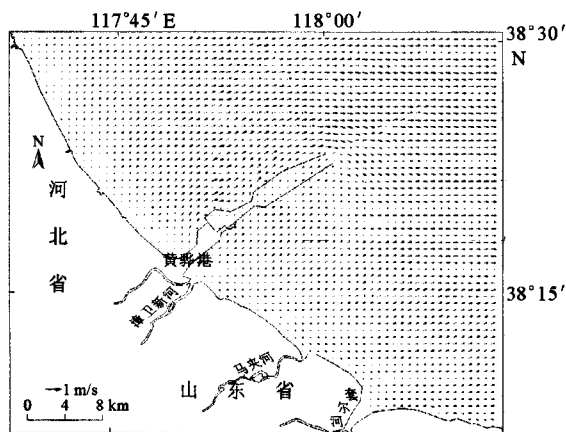 117°45′ E
118°00′
38°30′
N
N
河
北
省
黄骅港
漳卫新河
38°15′
马夹河
山东省
套尔
河
1 m/s
0 4 8 km